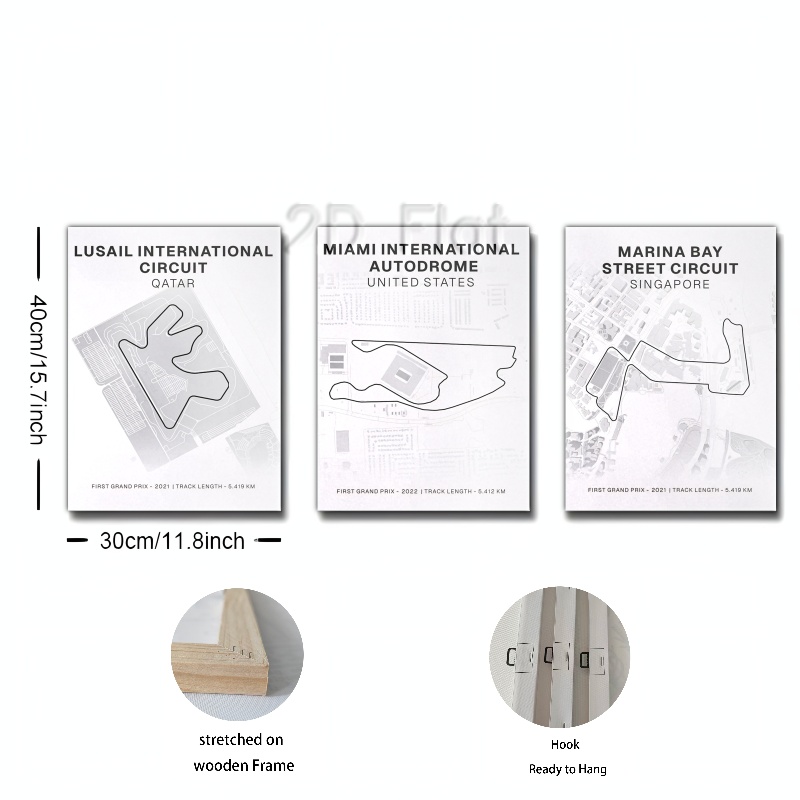 2D Flat
LUSAIL INTERNATIONAL
CIRCUIT
QATAR
FIRST GRAND PRIX - 2021 | TRACK LENGTH - 5.419 KM
MIAMI INTERNATIONAL
AUTODROME
UNITED STATES
FIRST GRAND PRIX - 2022 | TRACK LENGTH - 5.412 KM
MARINA BAY
STREET CIRCUIT
SINGAPORE
FIRST GRAND PRIX - 2021 | TRACK LENGTH - 5.419 KM
40cm/15.7inch
30cm/11.8inch
stretched on
wooden Frame
Hook
Ready to Hang